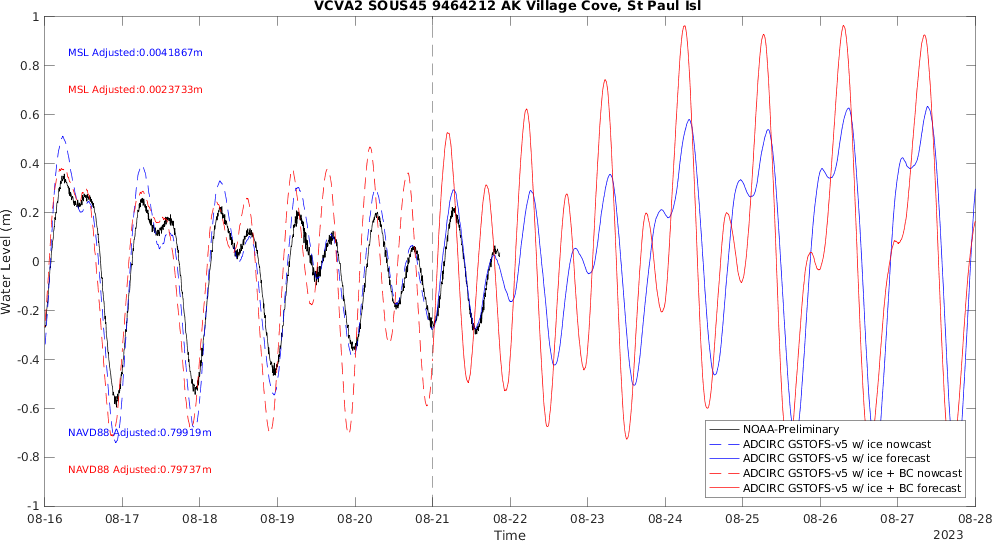 VCVA2 SOUS45 9464212 AK Village Cove, St Paul Isl
MSL Adjusted:0.0041867m
MSL Adjusted:0.0023733m
NAVD88 Adjusted:0.79919m
NAVD88 Adjusted:0.79737m
Water Level (m)
1
0.8
0.6
0.4
0.2
0
-0.2
-0.4
-0.6
-0.8
-1
NOAA-Preliminary
ADCIRC GSTOFS-v5 w/ ice nowcast
ADCIRC GSTOFS-v5 w/ ice forecast
ADCIRC GSTOFS-v5 w/ ice + BC nowcast
ADCIRC GSTOFS-v5 w/ ice + BC forecast
08-16 08-17 08-18 08-19 08-20 08-21 08-22 08-23 08-24 08-25 08-26 08-27 08-28
Time
2023